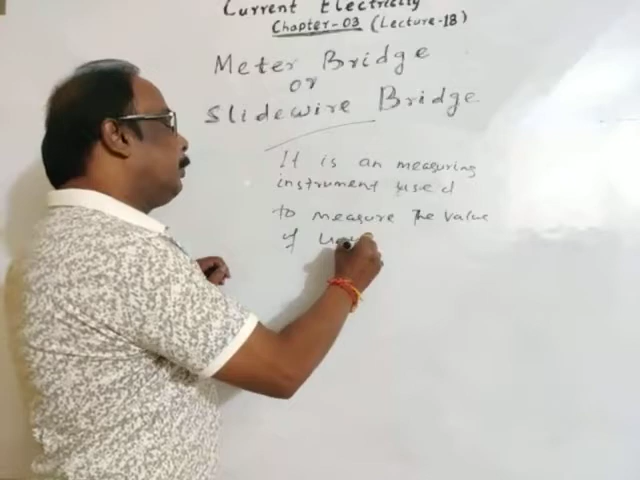 Current Electricity
Chapter-03 (Lecture-18)
Meter Bridge
or
Slidewire Bridge
It is an measuring
instrument used
to measure the value
of